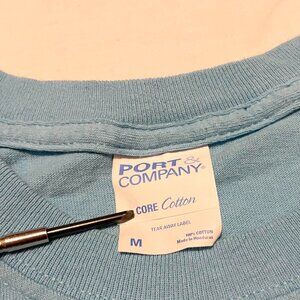 PORT &
COMPANY®
CORE Cotton
TEAR AWAY LABEL
M
100% COTTON
Made in Honduras